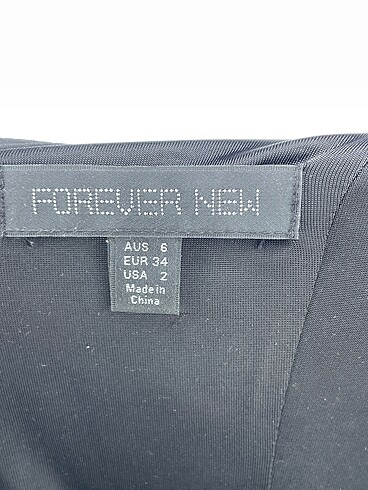 FOREVER NEW
AUS 6
EUR 34
USA 2
Made in
China